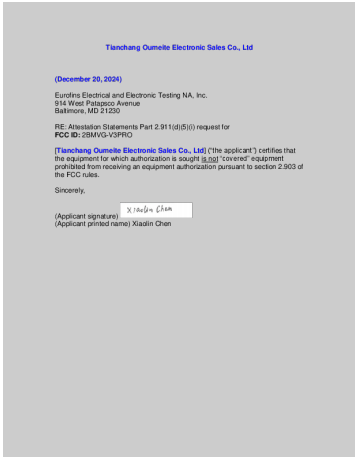 Tianchang Oumeite Electronic Sales Co., Ltd
(December 20, 2024)
Eurofins Electrical and Electronic Testing NA, Inc.
914 West Patapsco Avenue
Baltimore, MD 21230
RE: Attestation Statements Part 2.911(d)(5)(i) request for
FCC ID: 2BMVG-V3PRO
[Tianchang Oumeite Electronic Sales Co., Ltd] ("the applicant") certifies that
the equipment for which authorization is sought is not "covered" equipment
prohibited from receiving an equipment authorization pursuant to section 2.903 of
the FCC rules.
Sincerely,
Xiaolin Chen
(Applicant signature)
(Applicant printed name) Xiaolin Chen